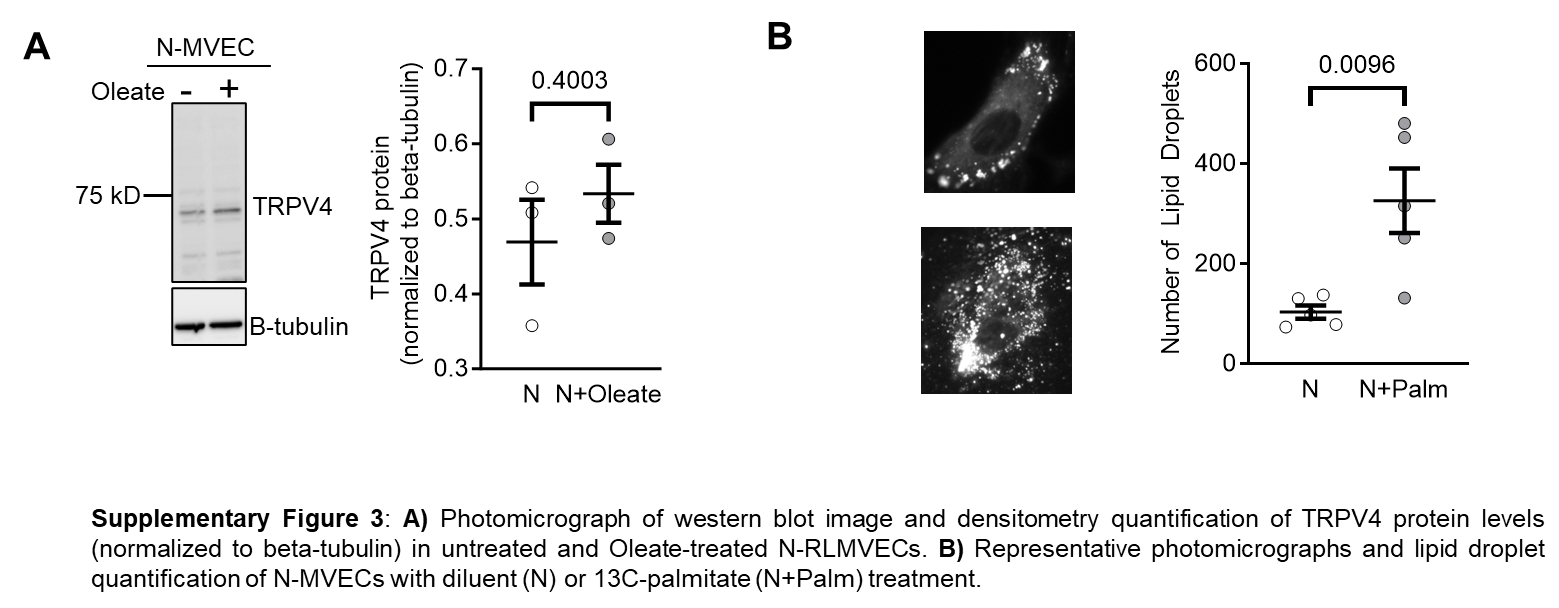 A
N-MVEC
Oleate - +
75 kD
TRPV4
B-tubulin
TRPV4 protein
(normalized to beta-tubulin)
0.7
0.6
0.5
0.4
0.3
0.4003
N N+Oleate
B
Number of Lipid Droplets
600
400
200
0
0.0096
N N+Palm
Supplementary Figure 3: A) Photomicrograph of western blot image and densitometry quantification of TRPV4 protein levels
(normalized to beta-tubulin) in untreated and Oleate-treated N-RLMVECs. B) Representative photomicrographs and lipid droplet
quantification of N-MVECs with diluent (N) or 13C-palmitate (N+Palm) treatment.